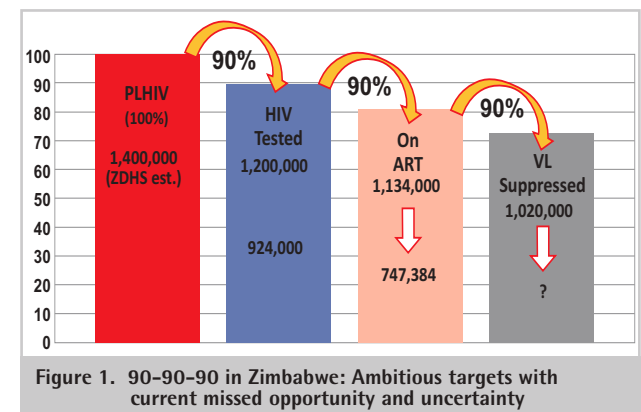 100
90
80
70
60
50
40
30
20
10
0
PLHIV
(100%)
1,400,000
(ZDHS est.)
90%
HIV
Tested
1,200,000
924,000
90%
On
ART
1,134,000
747,384
90%
VL
Suppressed
1,020,000
?
Figure 1. 90-90-90 in Zimbabwe: Ambitious targets with
current missed opportunity and uncertainty